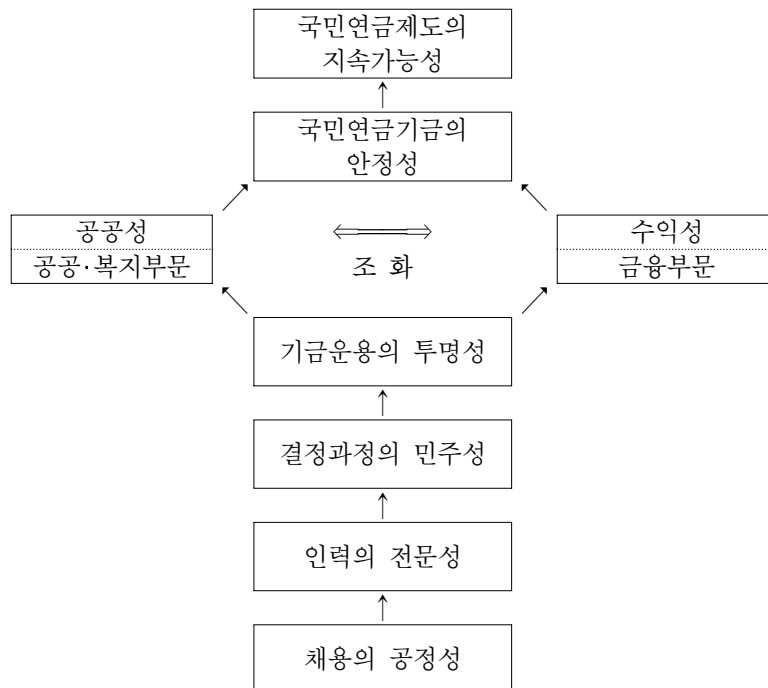 국민연금제도의
지속가능성
국민연금기금의
안정성
공공성
공공·복지부문
조 화
수익성
금융부문
기금운용의 투명성
결정과정의 민주성
인력의 전문성
채용의 공정성